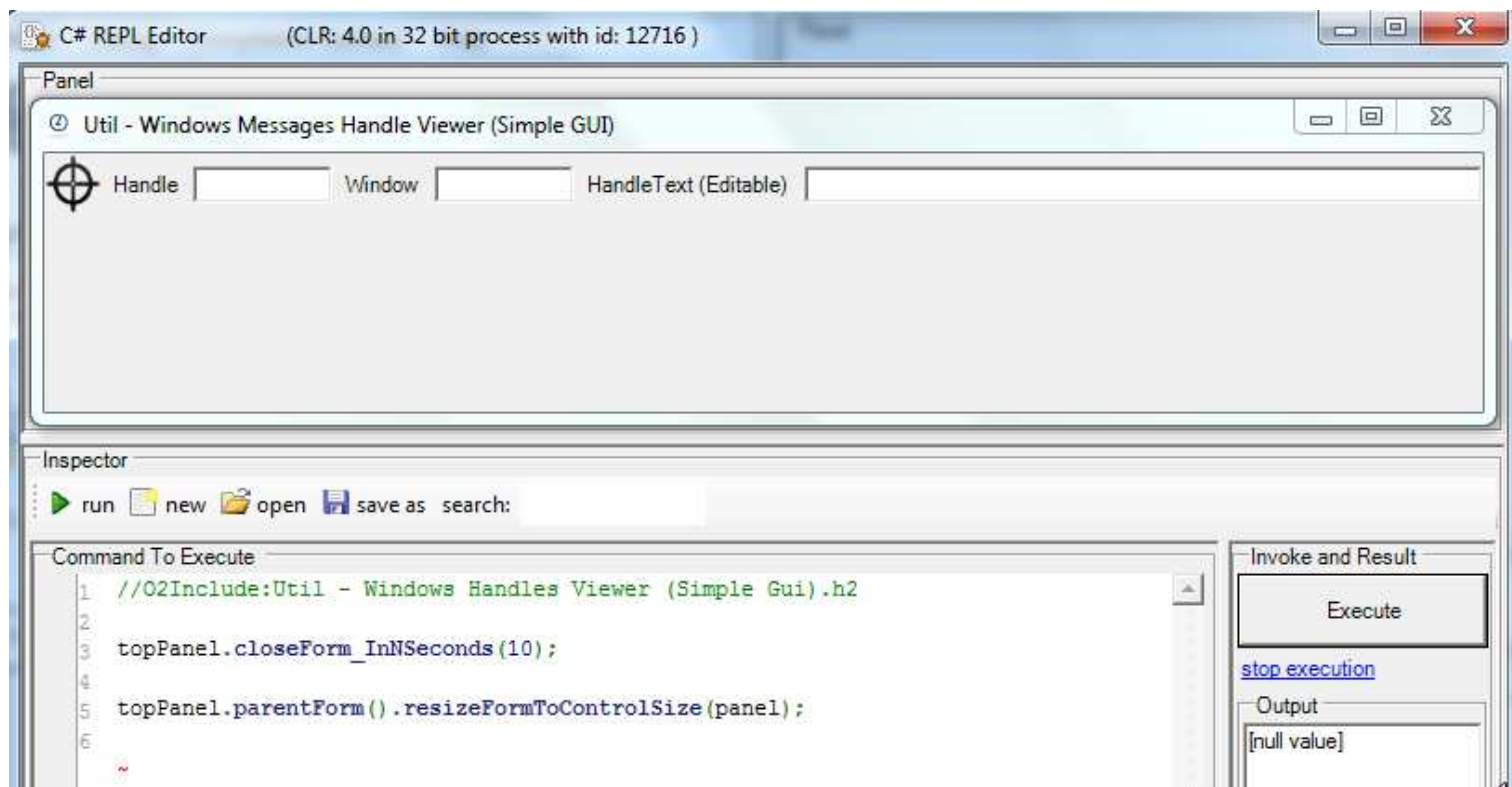 C# REPL Editor (CLR: 4.0 in 32 bit process with id: 12716 )
Panel
Util - Windows Messages Handle Viewer (Simple GUI)
Handle Window HandleText (Editable)
Inspector
run new open save as search:
Command To Execute
1 //O2Include:Util - Windows Handles Viewer (Simple Gui).h2
2
3 topPanel.closeForm_InNSeconds(10);
4
5 topPanel.parentForm().resizeFormToControlSize(panel);
6
~
Invoke and Result
Execute
stop execution
Output
[null value]